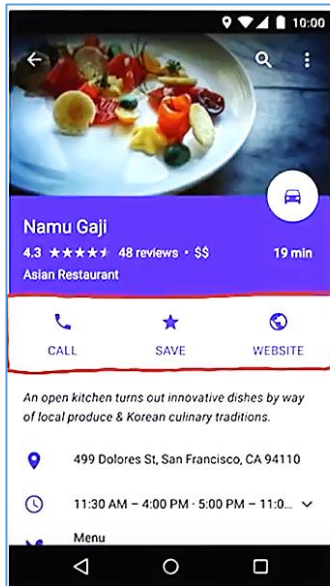 10:00
Namu Gaji
4.3 48 reviews · $$ 19 min
Asian Restaurant
CALL SAVE WEBSITE
An open kitchen turns out innovative dishes by way
of local produce & Korean culinary traditions.
499 Dolores St, San Francisco, CA 94110
11:30 AM – 4:00 PM · 5:00 PM – 11:0...
Menu